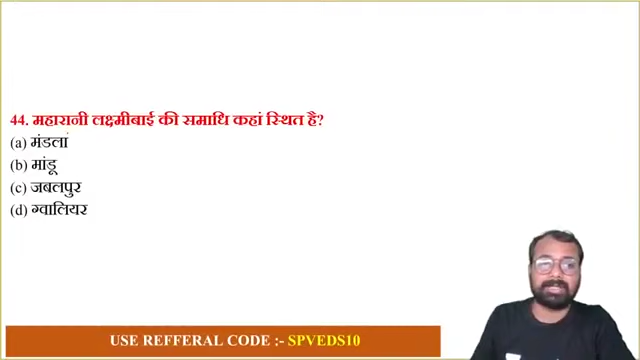 44. महारानी लक्ष्मीबाई की समाधि कहां स्थित है?
(a) मंडलां
(b) मांडू
(c) जबलपुर
(d) ग्वालियर
USE REFFERAL CODE :- SPVEDS10